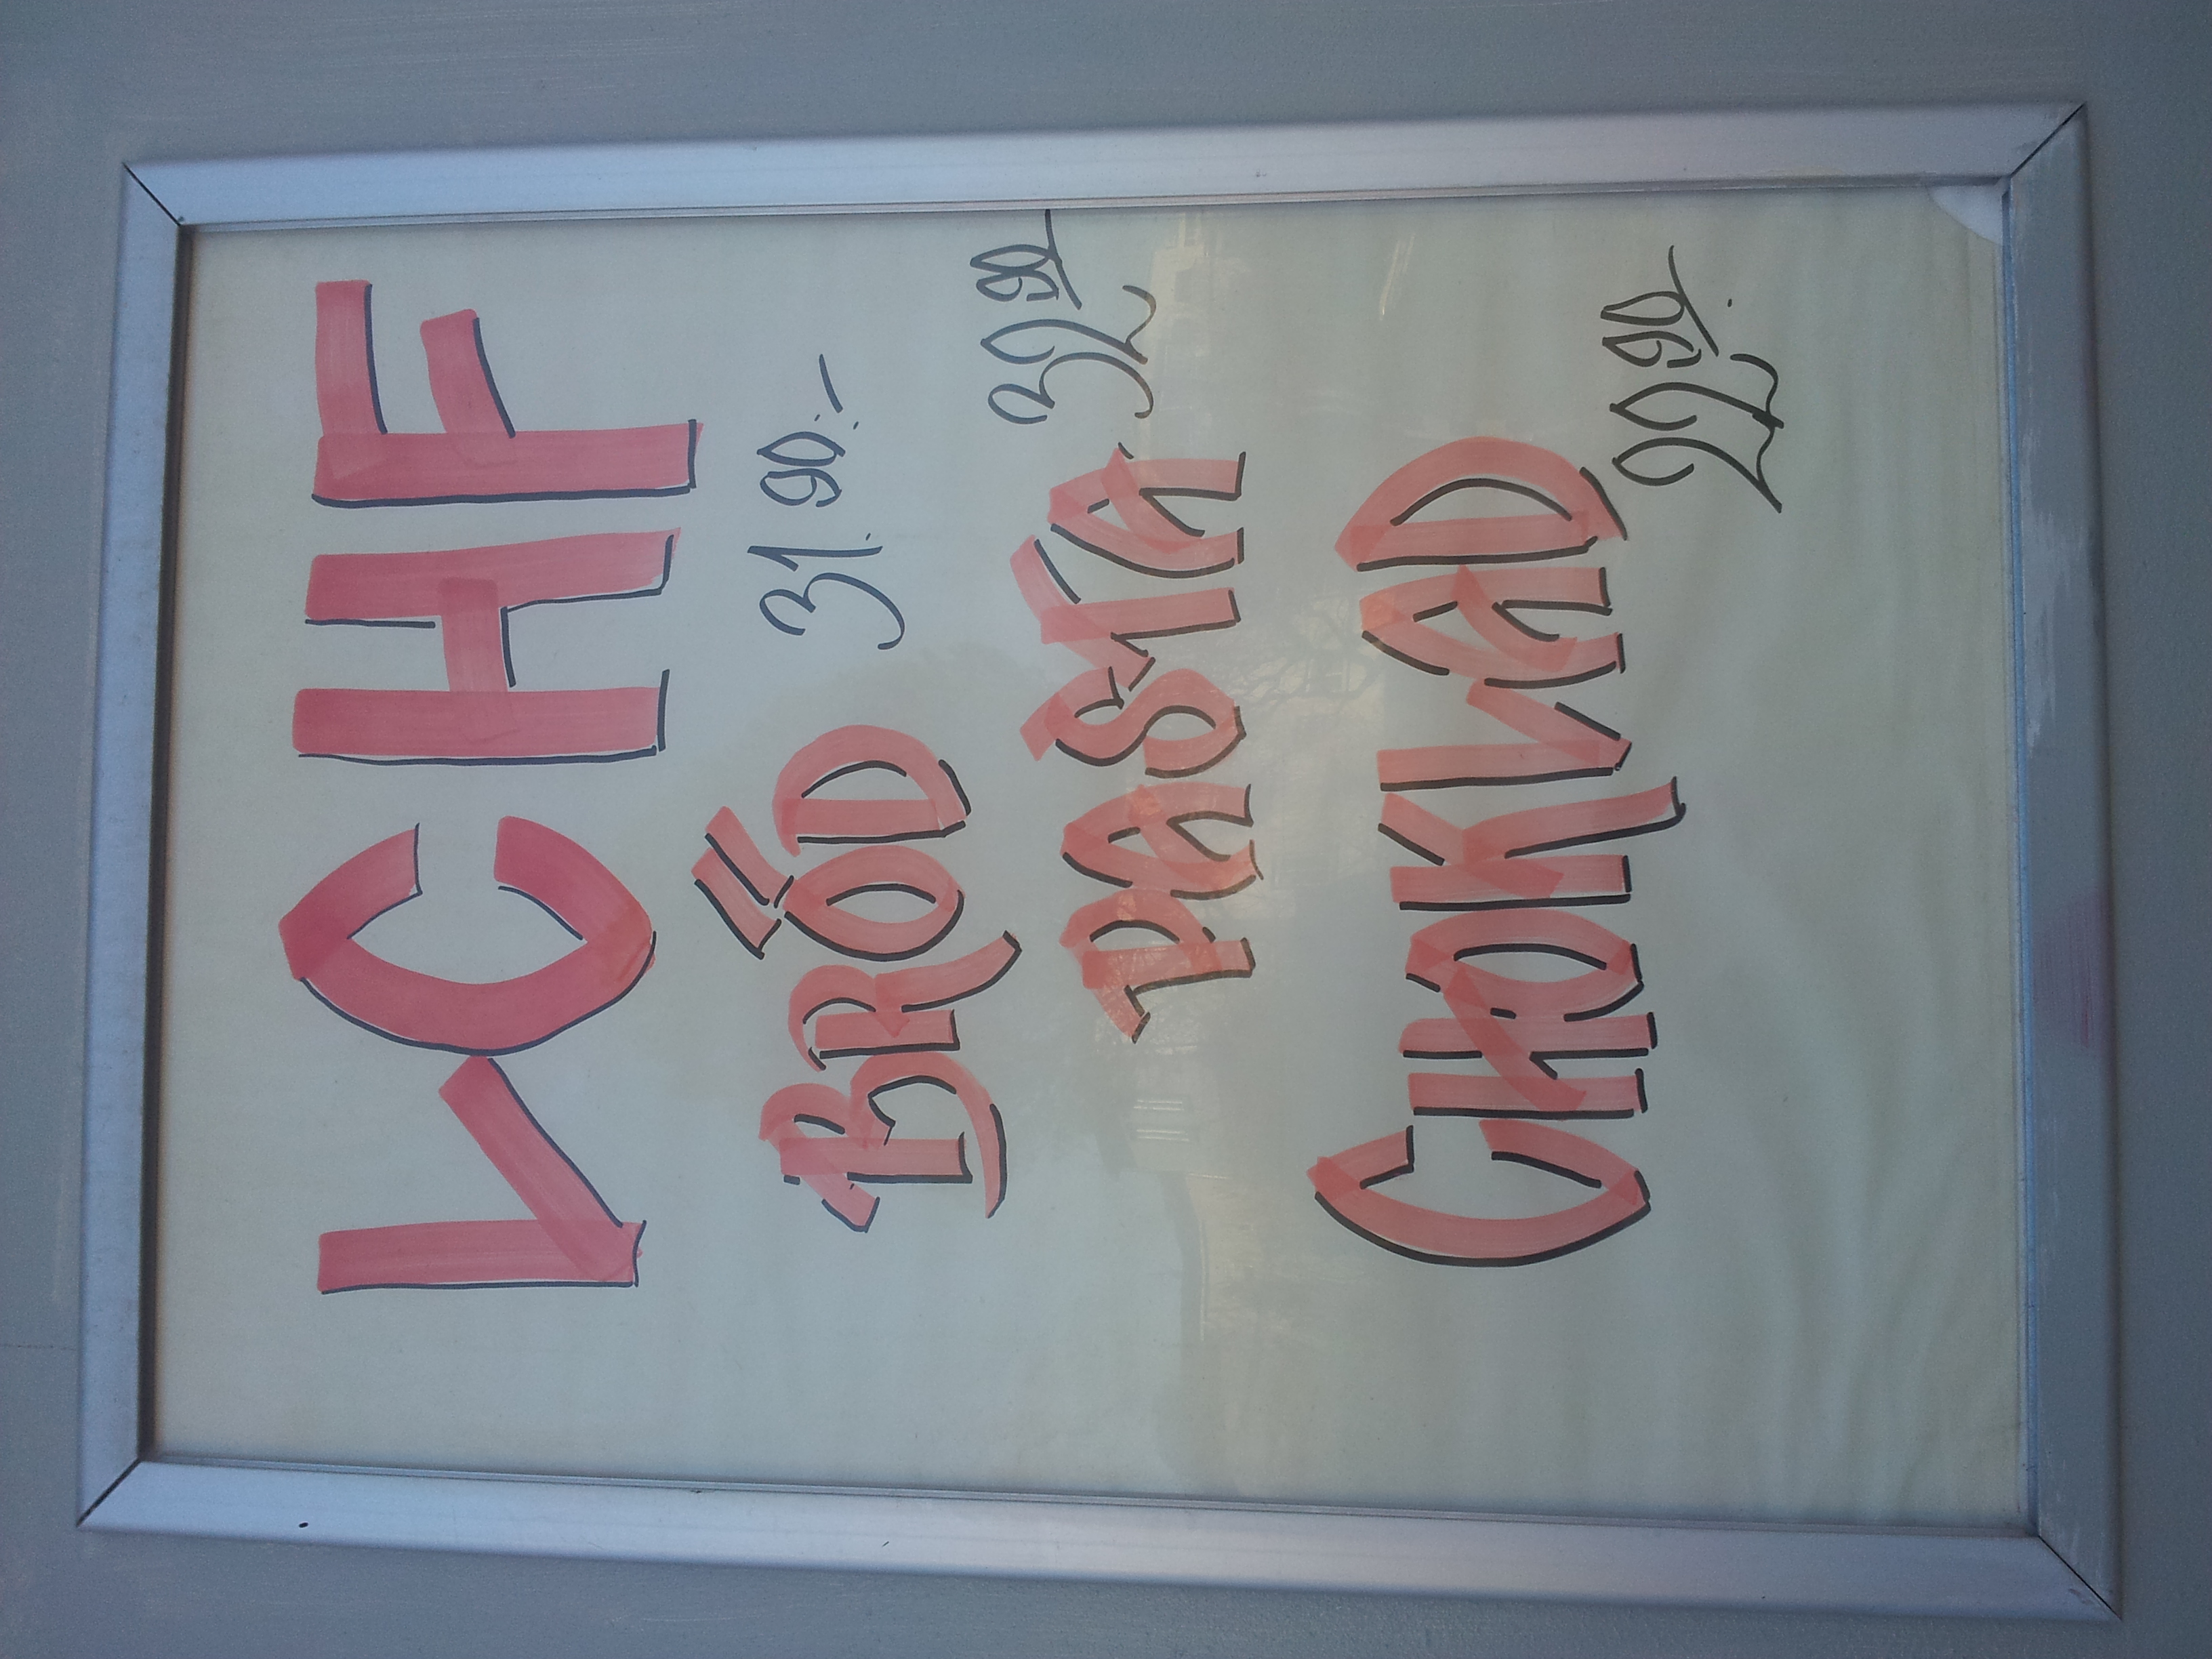 LCHF
BRÖD 31.90:-
PASTA 32 90
CHOKLAD 22 90.